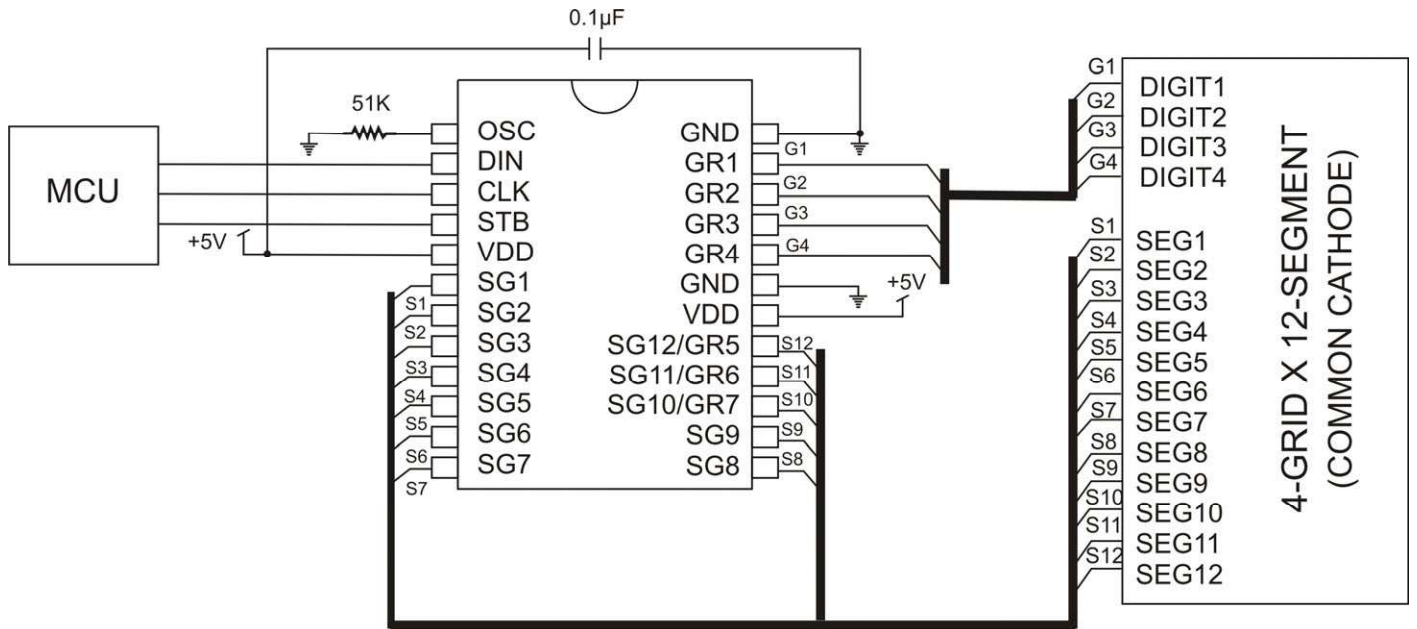 0.1µF
51K
MCU
+5V
OSC
DIN
CLK
STB
VDD
SG1
SG2
SG3
SG4
SG5
SG6
SG7
S1
S2
S3
S4
S5
S6
S7
GND
GR1
GR2
GR3
GR4
GND
VDD
SG12/GR5
SG11/GR6
SG10/GR7
SG9
SG8
G1
G2
G3
G4
+5V
S12
S11
S10
S9
S8
G1
G2
G3
G4
DIGIT1
DIGIT2
DIGIT3
DIGIT4
S1
S2
S3
S4
S5
S6
S7
S8
S9
S10
S11
S12
SEG1
SEG2
SEG3
SEG4
SEG5
SEG6
SEG7
SEG8
SEG9
SEG10
SEG11
SEG12
4-GRID X 12-SEGMENT
(COMMON CATHODE)